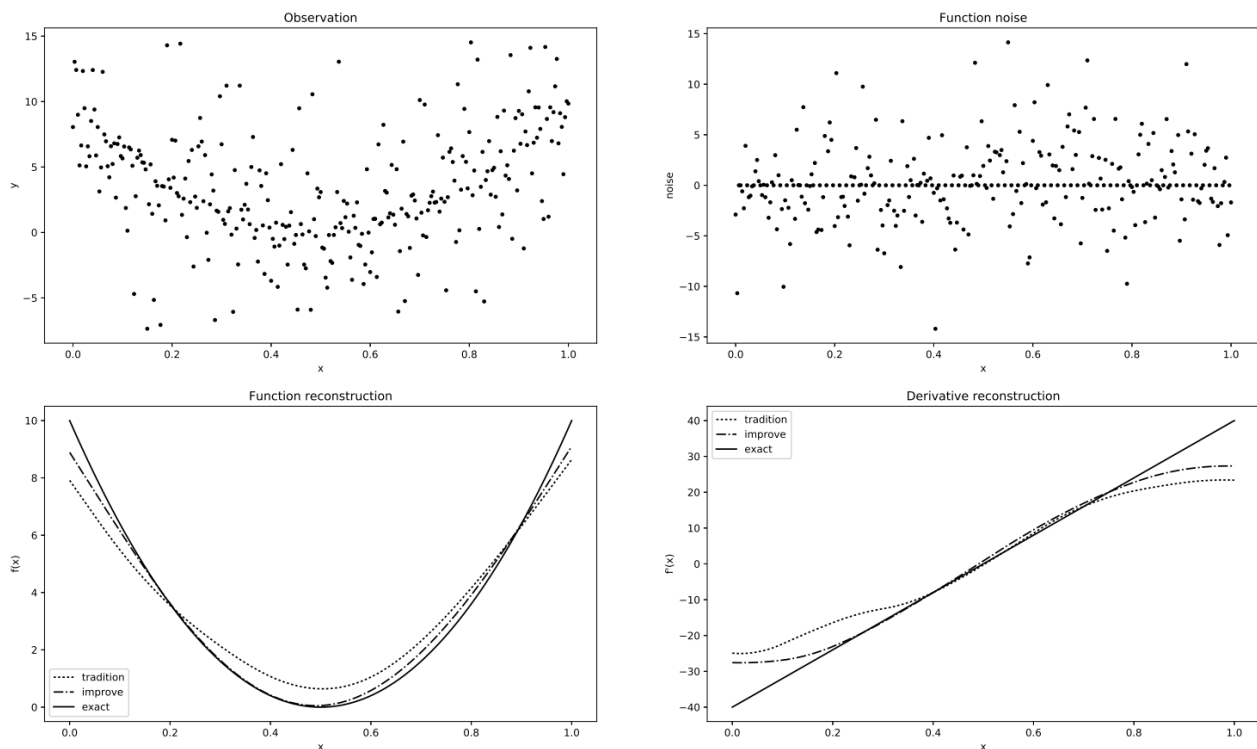 Observation
15
10
5
0
−5
y
0.0 0.2 0.4 0.6 0.8 1.0
x
Function noise
15
10
5
0
−5
−10
−15
noise
0.0 0.2 0.4 0.6 0.8 1.0
x
Function reconstruction
10
8
6
4
2
0
f(x)
tradition
improve
exact
0.0 0.2 0.4 0.6 0.8 1.0
x
Derivative reconstruction
40
30
20
10
0
−10
−20
−30
−40
f'(x)
tradition
improve
exact
0.0 0.2 0.4 0.6 0.8 1.0
x